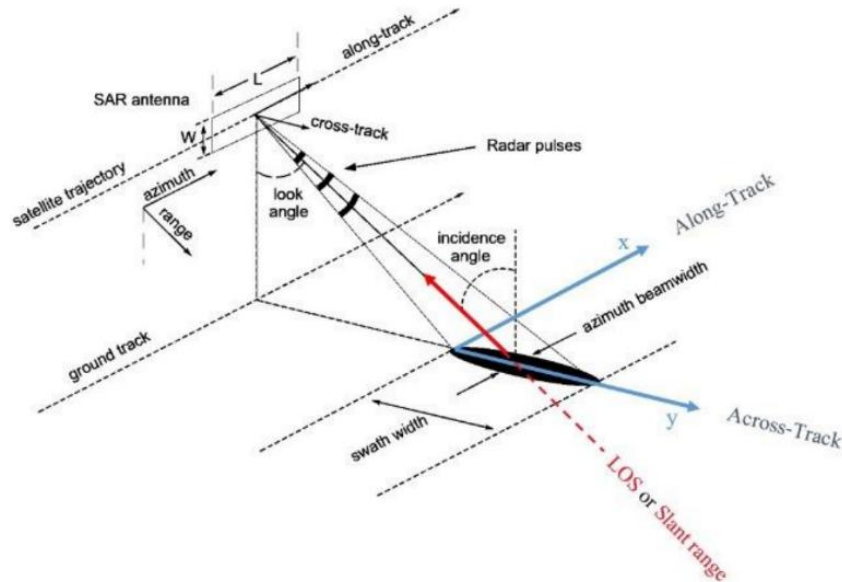 along-track
L
SAR antenna
W
cross-track
Radar pulses
satellite trajectory
azimuth
range
look
angle
incidence
angle
x
Along-Track
azimuth beamwidth
ground track
swath width
y
Across-Track
LOS or Slant range